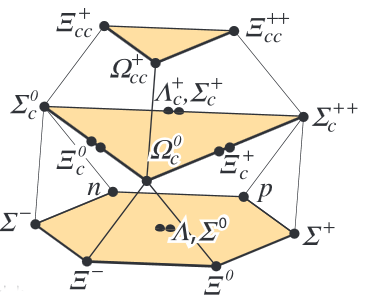 Ξcc+ Ξcc++
Ωcc+
Λc+, Σc+
Σc0 Σc++
Ξc0 Ωc0 Ξc+
n p
Σ− Λ, Σ0 Σ+
Ξ− Ξ0